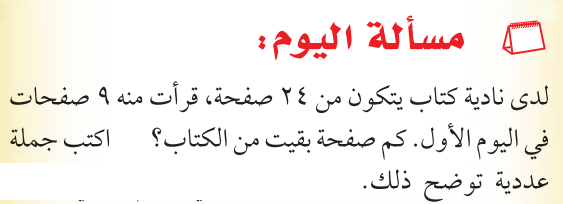 مسألة اليوم:
لدى نادية كتاب يتكون من ٢٤ صفحة، قرأت منه ٩ صفحات
في اليوم الأول. كم صفحة بقيت من الكتاب؟ اكتب جملة
عددية توضح ذلك.